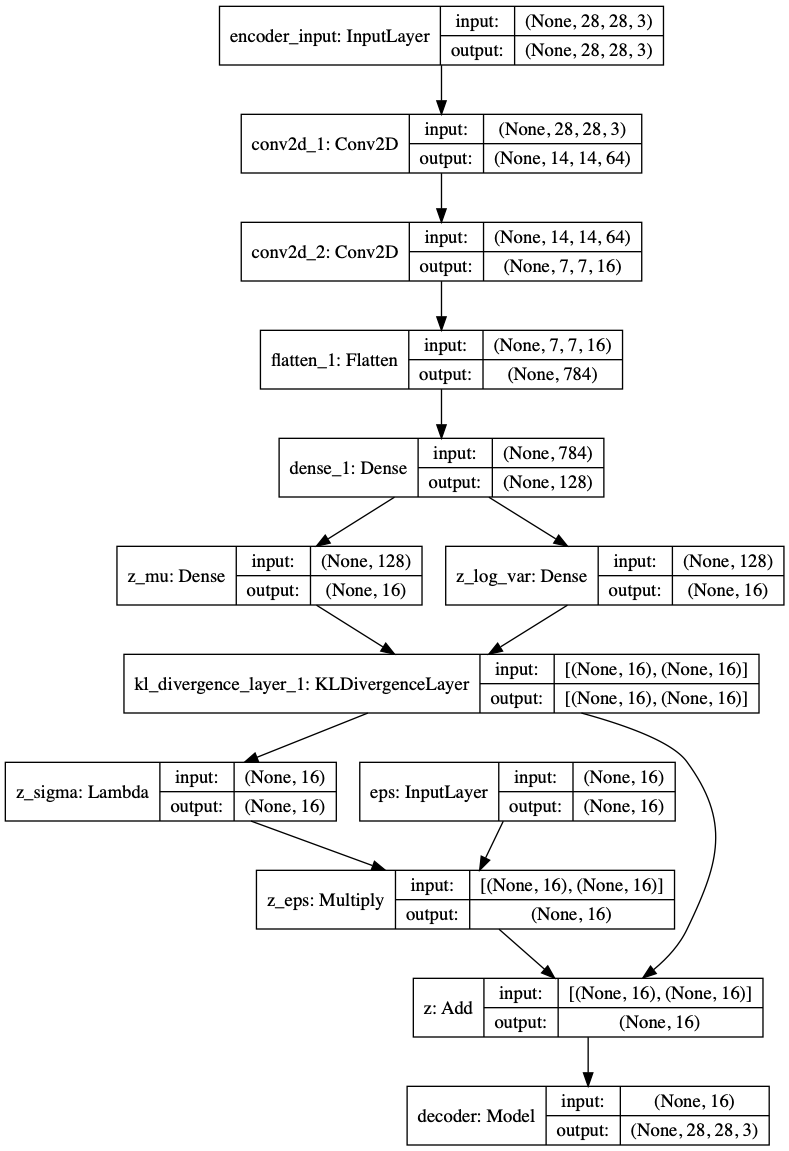 encoder_input: InputLayer
input: (None, 28, 28, 3)
output: (None, 28, 28, 3)
conv2d_1: Conv2D
input: (None, 28, 28, 3)
output: (None, 14, 14, 64)
conv2d_2: Conv2D
input: (None, 14, 14, 64)
output: (None, 7, 7, 16)
flatten_1: Flatten
input: (None, 7, 7, 16)
output: (None, 784)
dense_1: Dense
input: (None, 784)
output: (None, 128)
z_mu: Dense
input: (None, 128)
output: (None, 16)
z_log_var: Dense
input: (None, 128)
output: (None, 16)
kl_divergence_layer_1: KLDivergenceLayer
input: [(None, 16), (None, 16)]
output: [(None, 16), (None, 16)]
z_sigma: Lambda
input: (None, 16)
output: (None, 16)
eps: InputLayer
input: (None, 16)
output: (None, 16)
z_eps: Multiply
input: [(None, 16), (None, 16)]
output: (None, 16)
z: Add
input: [(None, 16), (None, 16)]
output: (None, 16)
decoder: Model
input: (None, 16)
output: (None, 28, 28, 3)